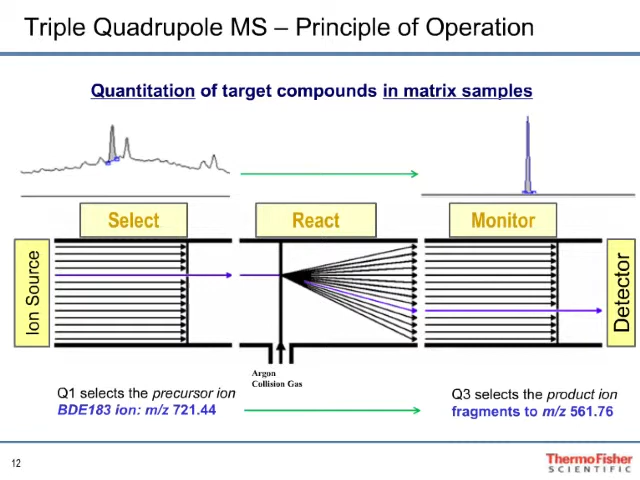 Triple Quadrupole MS – Principle of Operation
Quantitation of target compounds in matrix samples
Select
React
Monitor
Ion Source
Detector
Argon
Collision Gas
Q1 selects the precursor ion
BDE183 ion: m/z 721.44
Q3 selects the product ion
fragments to m/z 561.76
12
ThermoFisher
SCIENTIFIC